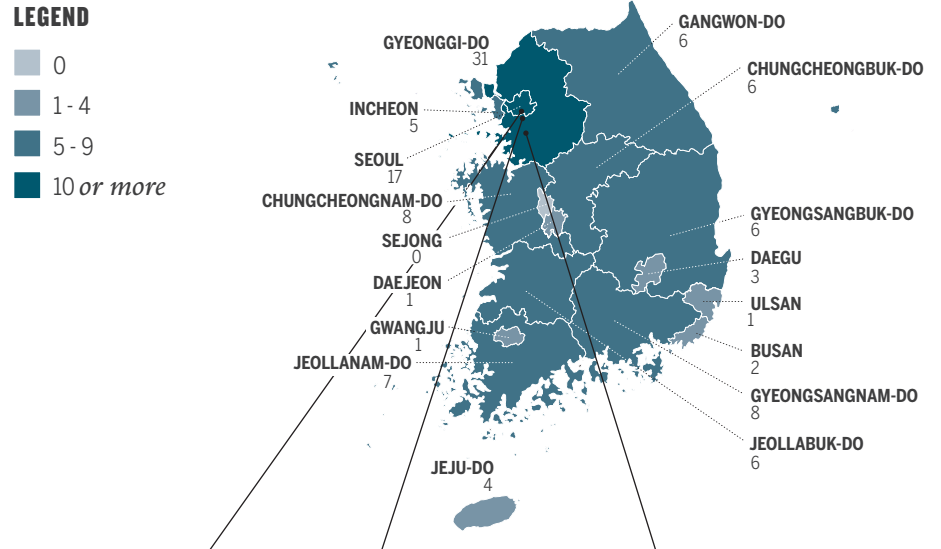 LEGEND
0
1 - 4
5 - 9
10 or more
GYEONGGI-DO
31
INCHEON
5
SEOUL
17
CHUNGCHEONGNAM-DO
8
SEJONG
0
DAEJEON
1
GWANGJU
1
JEOLLANAM-DO
7
JEJU-DO
4
GANGWON-DO
6
CHUNGCHEONGBUK-DO
6
GYEONGSANGBUK-DO
6
DAEGU
3
ULSAN
1
BUSAN
2
GYEONGSANGNAM-DO
8
JEOLLABUK-DO
6